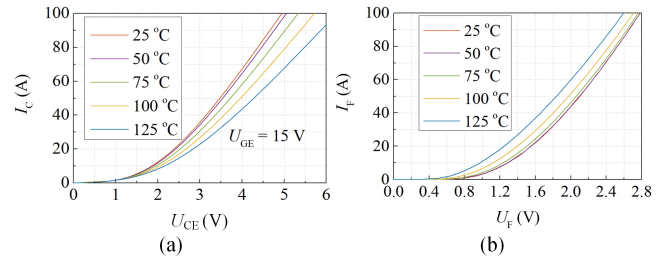 100
80
60
40
20
0
I_C (A)
25 °C
50 °C
75 °C
100 °C
125 °C
U_GE = 15 V
0 1 2 3 4 5 6
U_CE (V)
(a)
100
80
60
40
20
0
I_F (A)
25 °C
50 °C
75 °C
100 °C
125 °C
0.0 0.4 0.8 1.2 1.6 2.0 2.4 2.8
U_F (V)
(b)